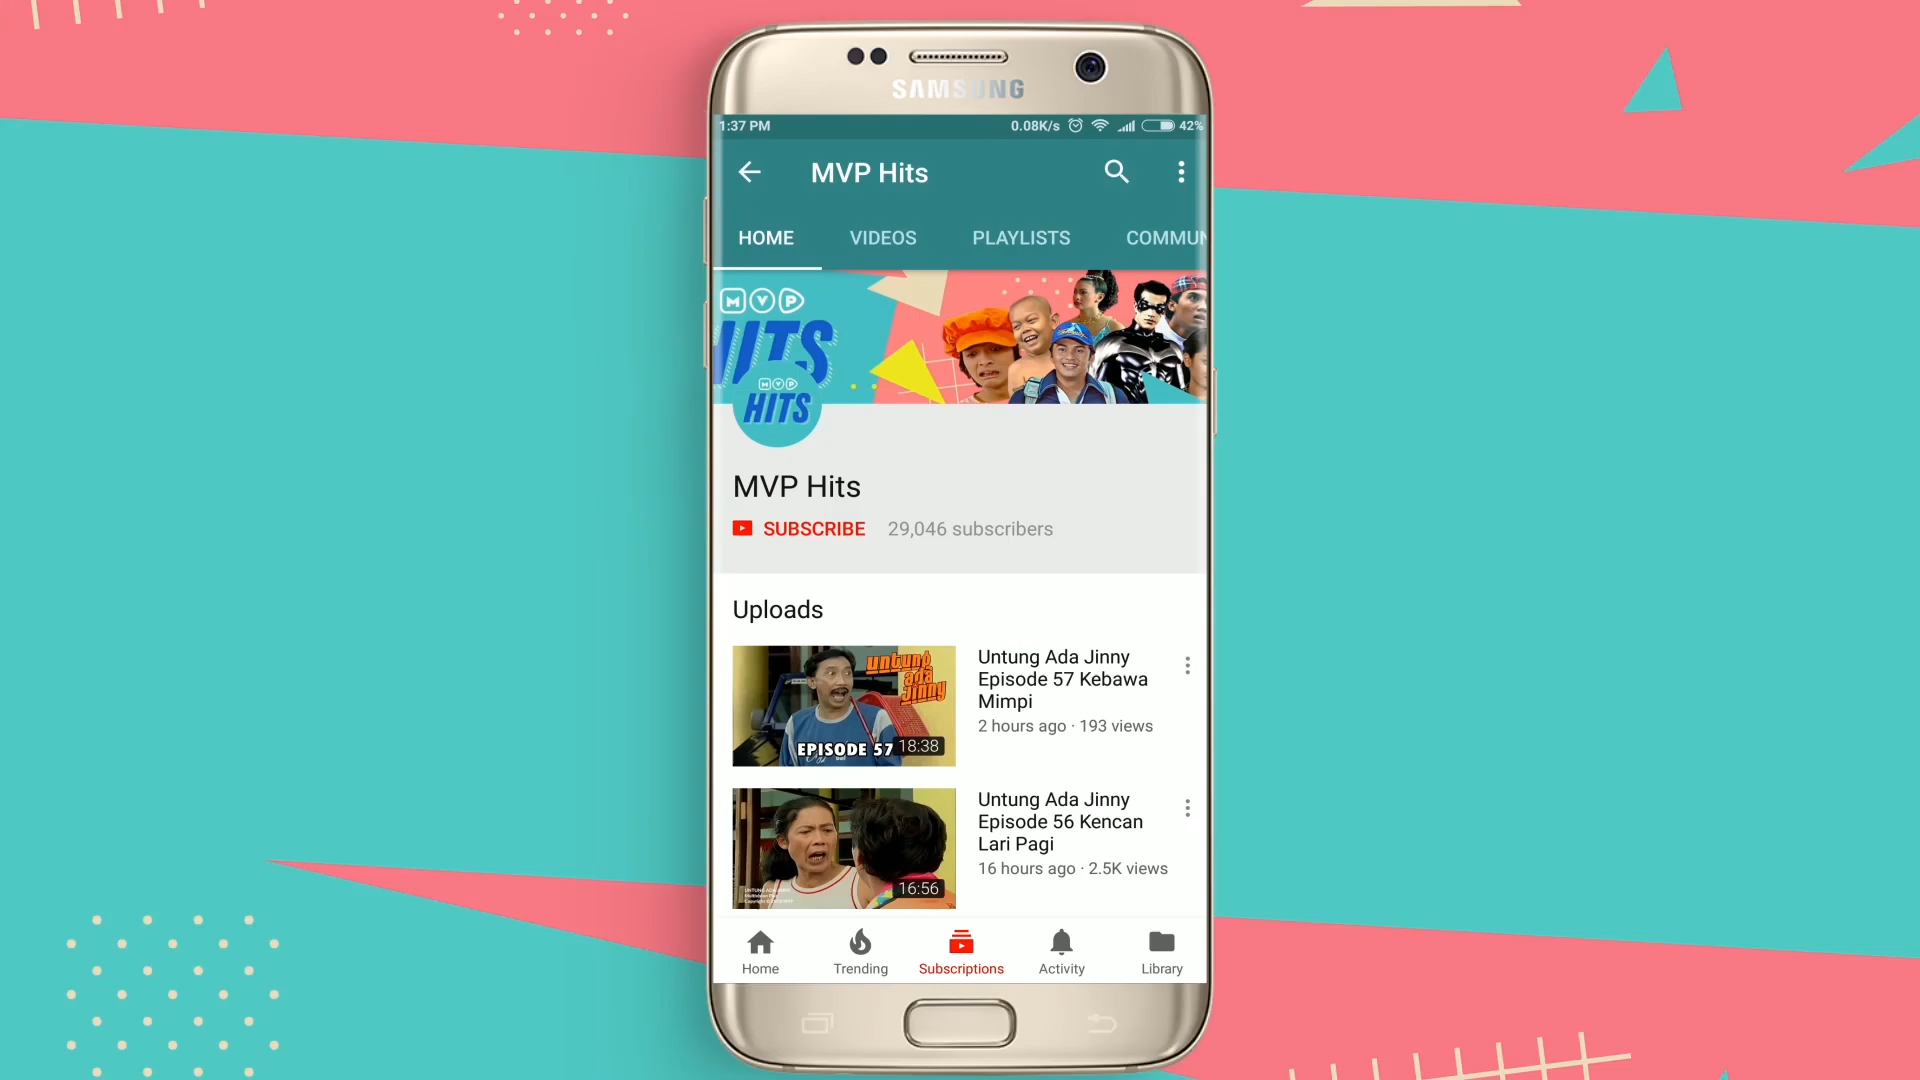 SAMSUNG
1:37 PM 0.08K/s 42%
MVP Hits
HOME VIDEOS PLAYLISTS COMMUN
MVP
HITS
MVP
HITS
MVP Hits
SUBSCRIBE 29,046 subscribers
Uploads
untung
ada
jinny
EPISODE 57 18:38
Untung Ada Jinny
Episode 57 Kebawa
Mimpi
2 hours ago · 193 views
16:56
Untung Ada Jinny
Episode 56 Kencan
Lari Pagi
16 hours ago · 2.5K views
Home Trending Subscriptions Activity Library